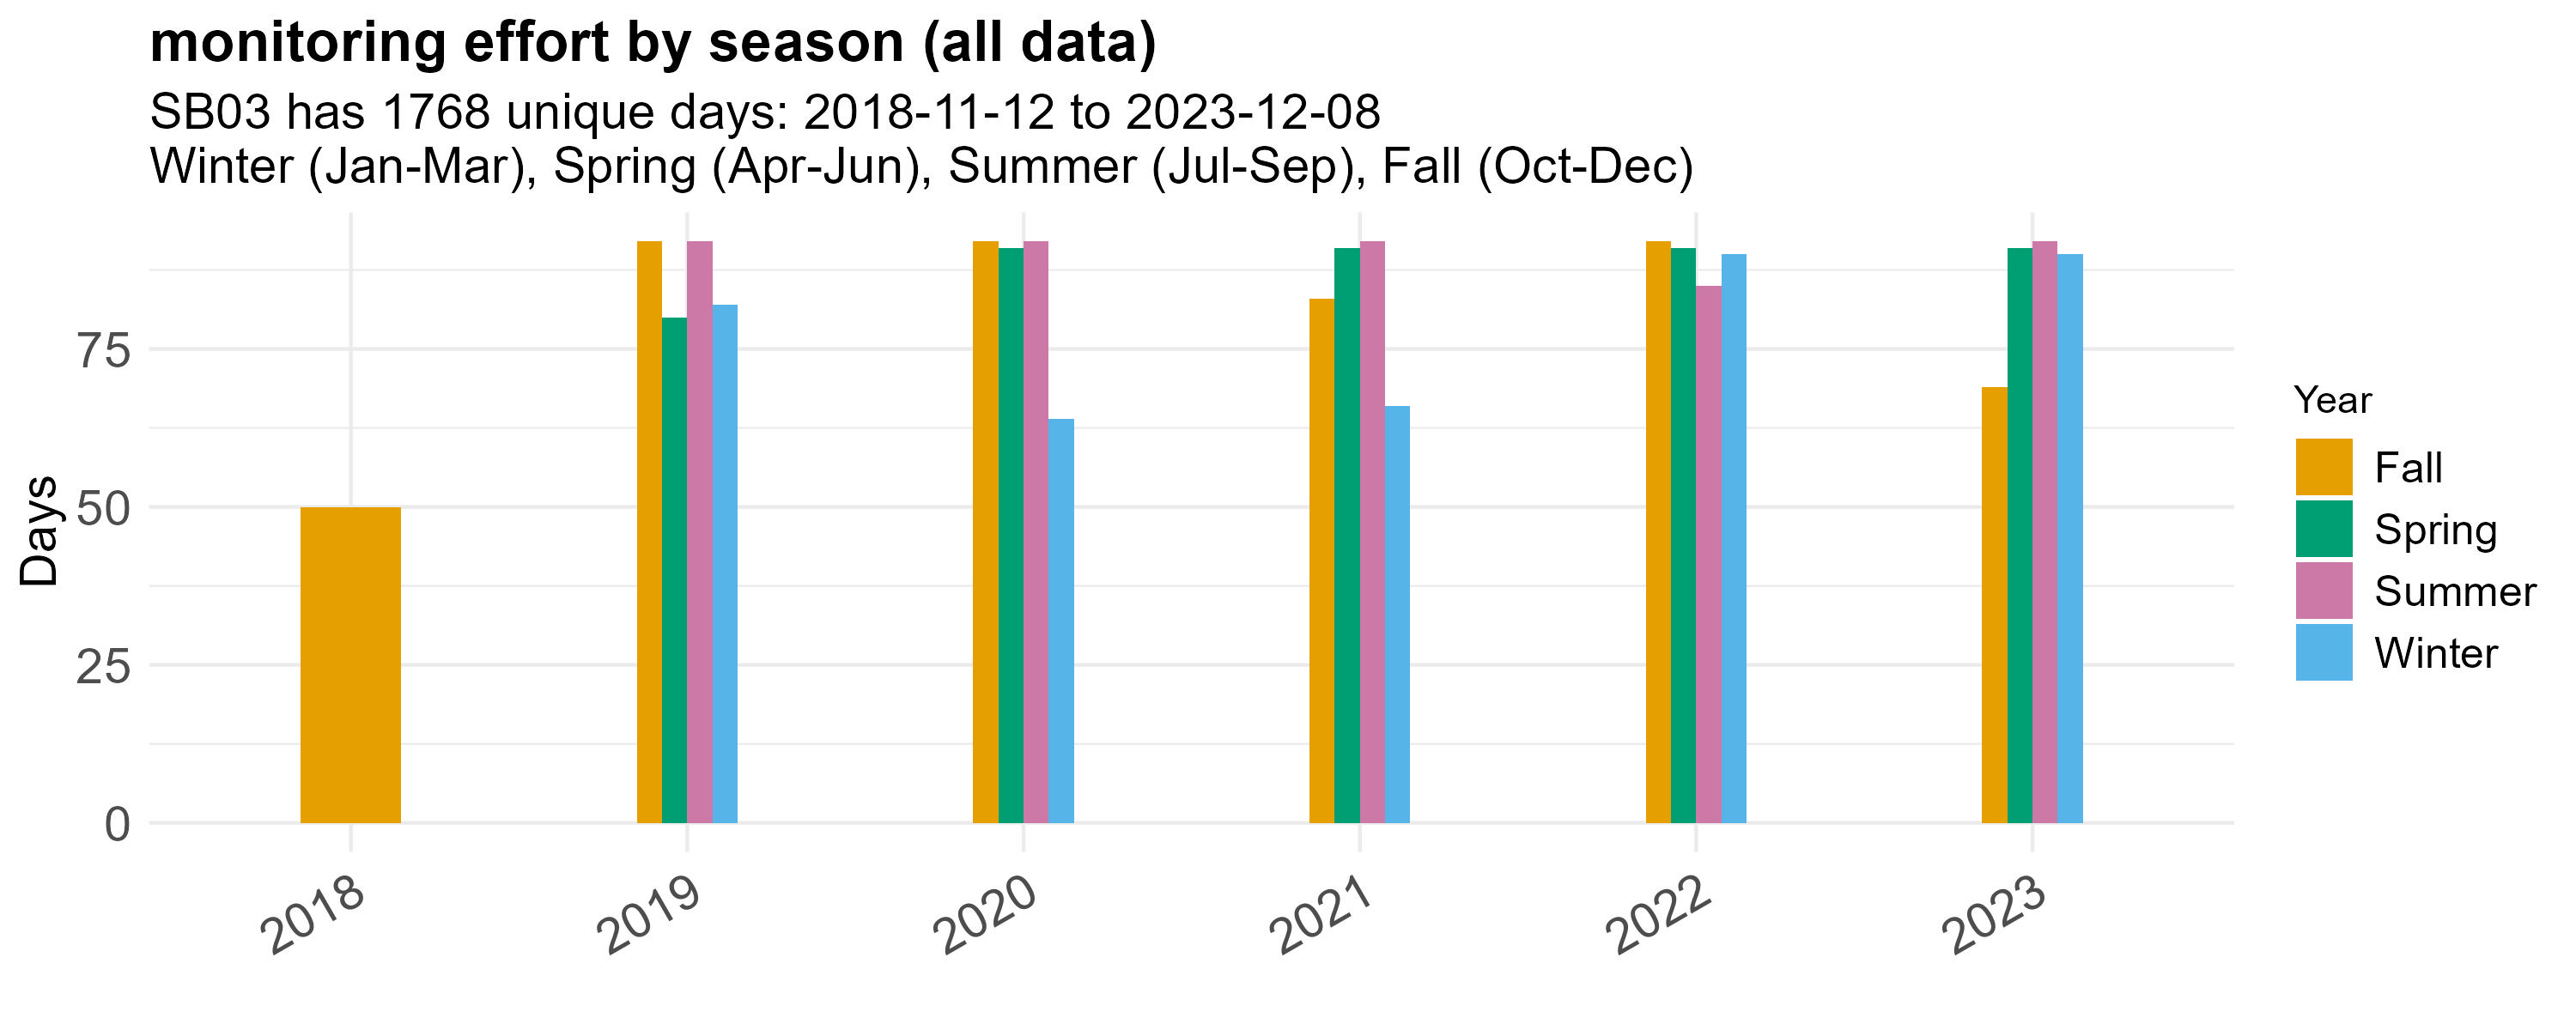 monitoring effort by season (all data)
SB03 has 1768 unique days: 2018-11-12 to 2023-12-08
Winter (Jan-Mar), Spring (Apr-Jun), Summer (Jul-Sep), Fall (Oct-Dec)
Days
75
50
25
0
2018
2019
2020
2021
2022
2023
Year
Fall
Spring
Summer
Winter